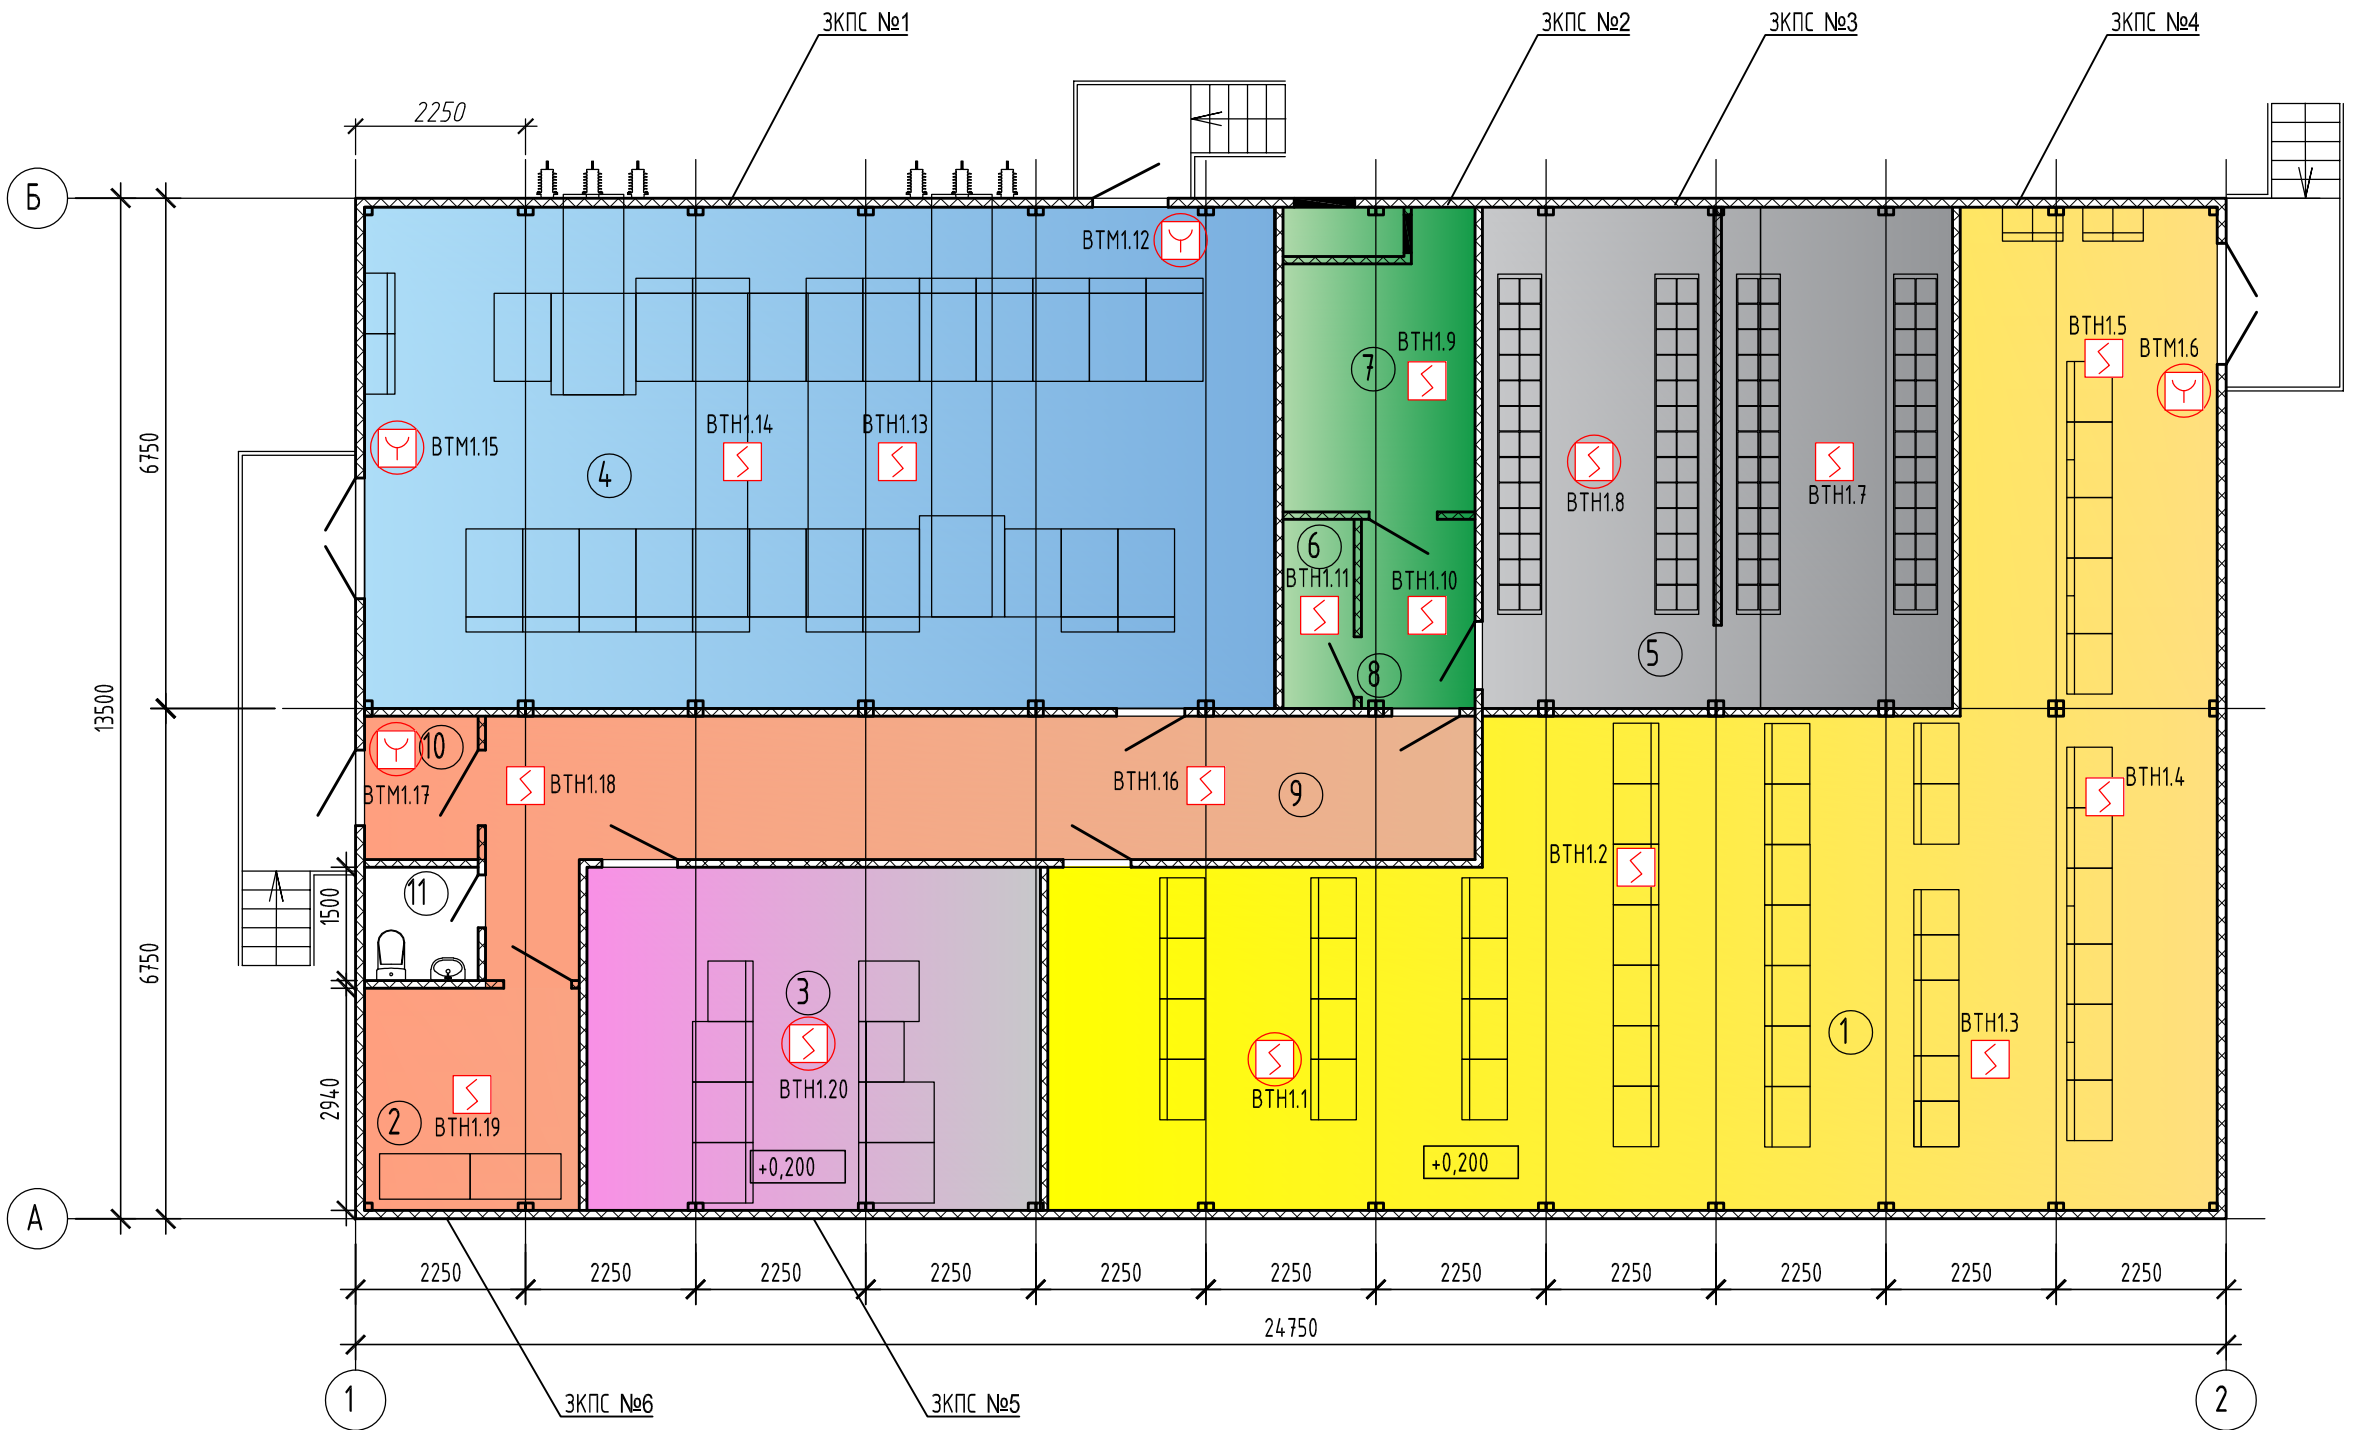 ЗКПС №1
ЗКПС №2
ЗКПС №3
ЗКПС №4
2250
Б
ВТМ1.12
ВТН1.5
ВТМ1.6
ВТН1.9
7
ВТН1.14
ВТН1.13
ВТМ1.15
4
6750
ВТН1.8
ВТН1.7
6
ВТН1.11
ВТН1.10
5
8
13500
10
ВТМ1.17
ВТН1.18
ВТН1.16
9
ВТН1.4
ВТН1.2
11
1500
6750
3
ВТН1.20
ВТН1.1
ВТН1.3
1
2940
2
ВТН1.19
+0,200
+0,200
А
2250
2250
2250
2250
2250
2250
2250
2250
2250
2250
2250
24750
1
ЗКПС №6
ЗКПС №5
2